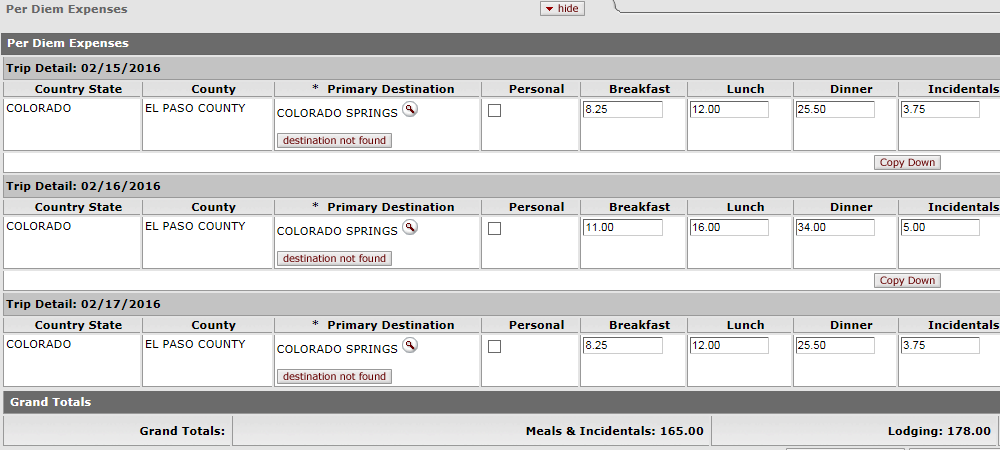 Per Diem Expenses hide
Per Diem Expenses
Trip Detail: 02/15/2016
Country State County * Primary Destination Personal Breakfast Lunch Dinner Incidentals
COLORADO EL PASO COUNTY COLORADO SPRINGS 8.25 12.00 25.50 3.75
destination not found
Copy Down
Trip Detail: 02/16/2016
Country State County * Primary Destination Personal Breakfast Lunch Dinner Incidentals
COLORADO EL PASO COUNTY COLORADO SPRINGS 11.00 16.00 34.00 5.00
destination not found
Copy Down
Trip Detail: 02/17/2016
Country State County * Primary Destination Personal Breakfast Lunch Dinner Incidentals
COLORADO EL PASO COUNTY COLORADO SPRINGS 8.25 12.00 25.50 3.75
destination not found
Grand Totals
Grand Totals: Meals & Incidentals: 165.00 Lodging: 178.00